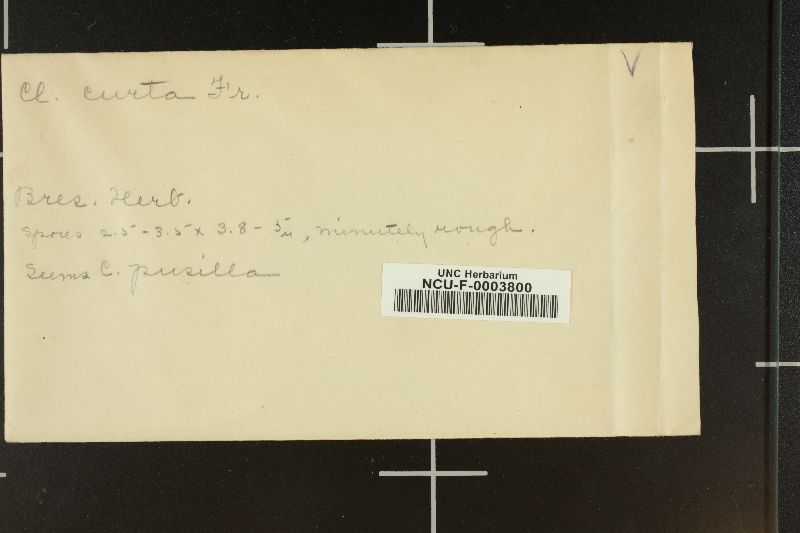 V
Cl. curta Fr.
Bres. Herb.
Spores 2.5-3.5 x 3.8-5µ, minutely rough.
Seems C. pusilla
UNC Herbarium
NCU-F-0003800